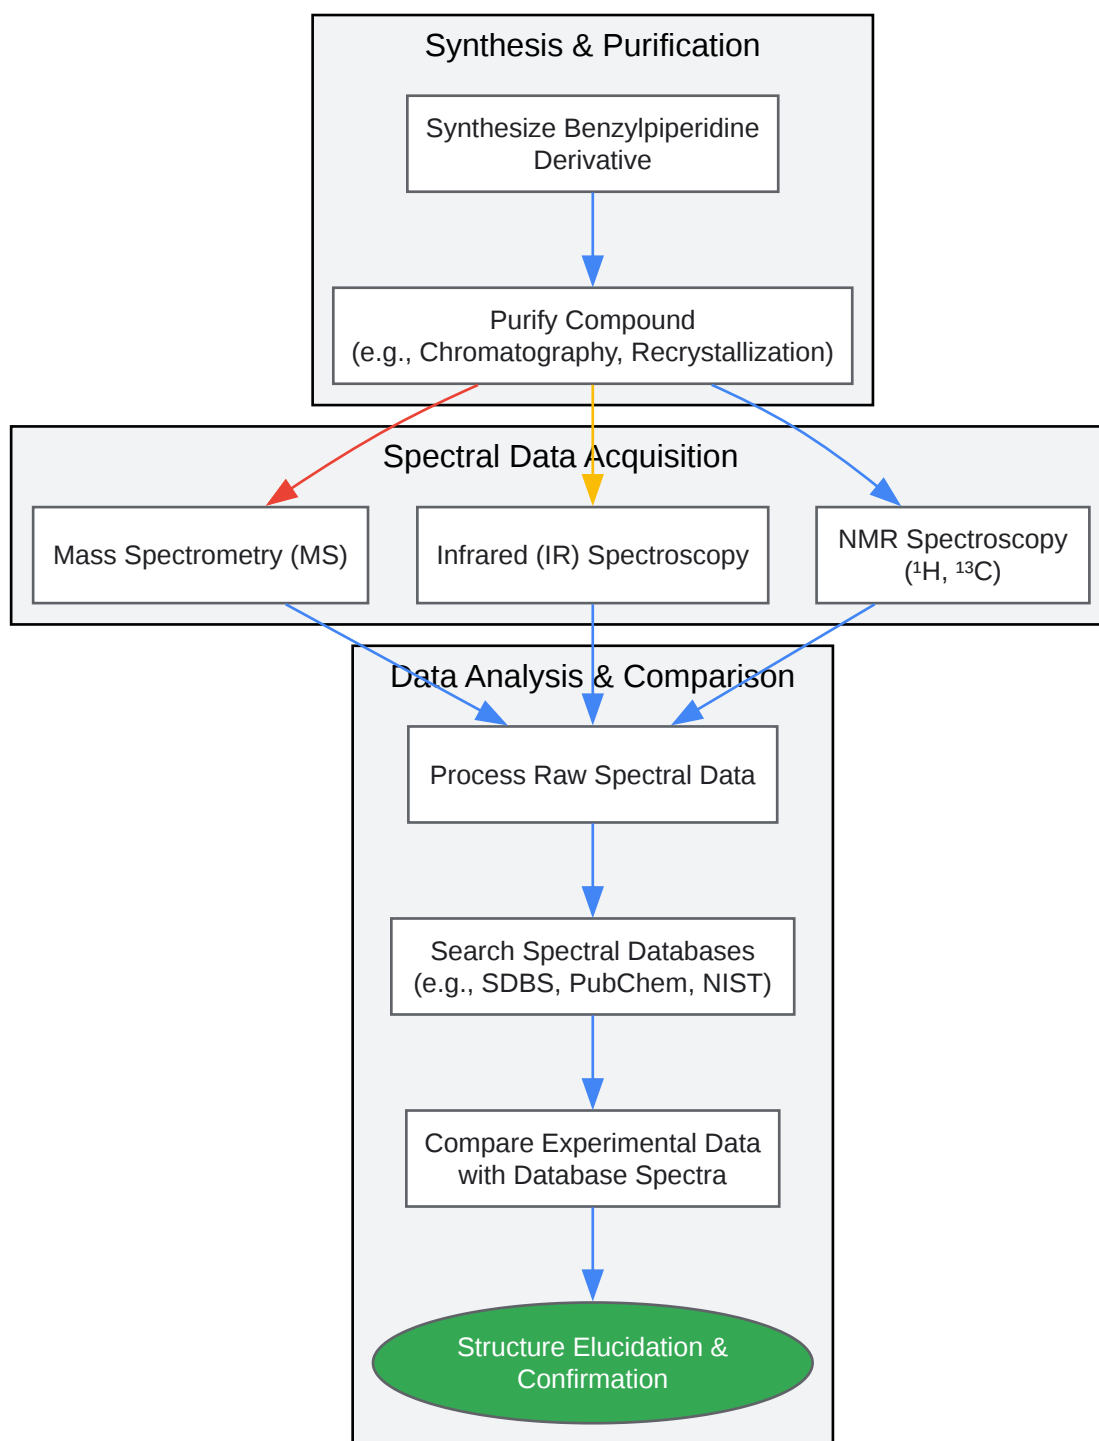 Synthesis & Purification
Synthesize Benzylpiperidine
Derivative
Purify Compound
(e.g., Chromatography, Recrystallization)
Spectral Data Acquisition
Mass Spectrometry (MS)
Infrared (IR) Spectroscopy
NMR Spectroscopy
(¹H, ¹³C)
Data Analysis & Comparison
Process Raw Spectral Data
Search Spectral Databases
(e.g., SDBS, PubChem, NIST)
Compare Experimental Data
with Database Spectra
Structure Elucidation &
Confirmation